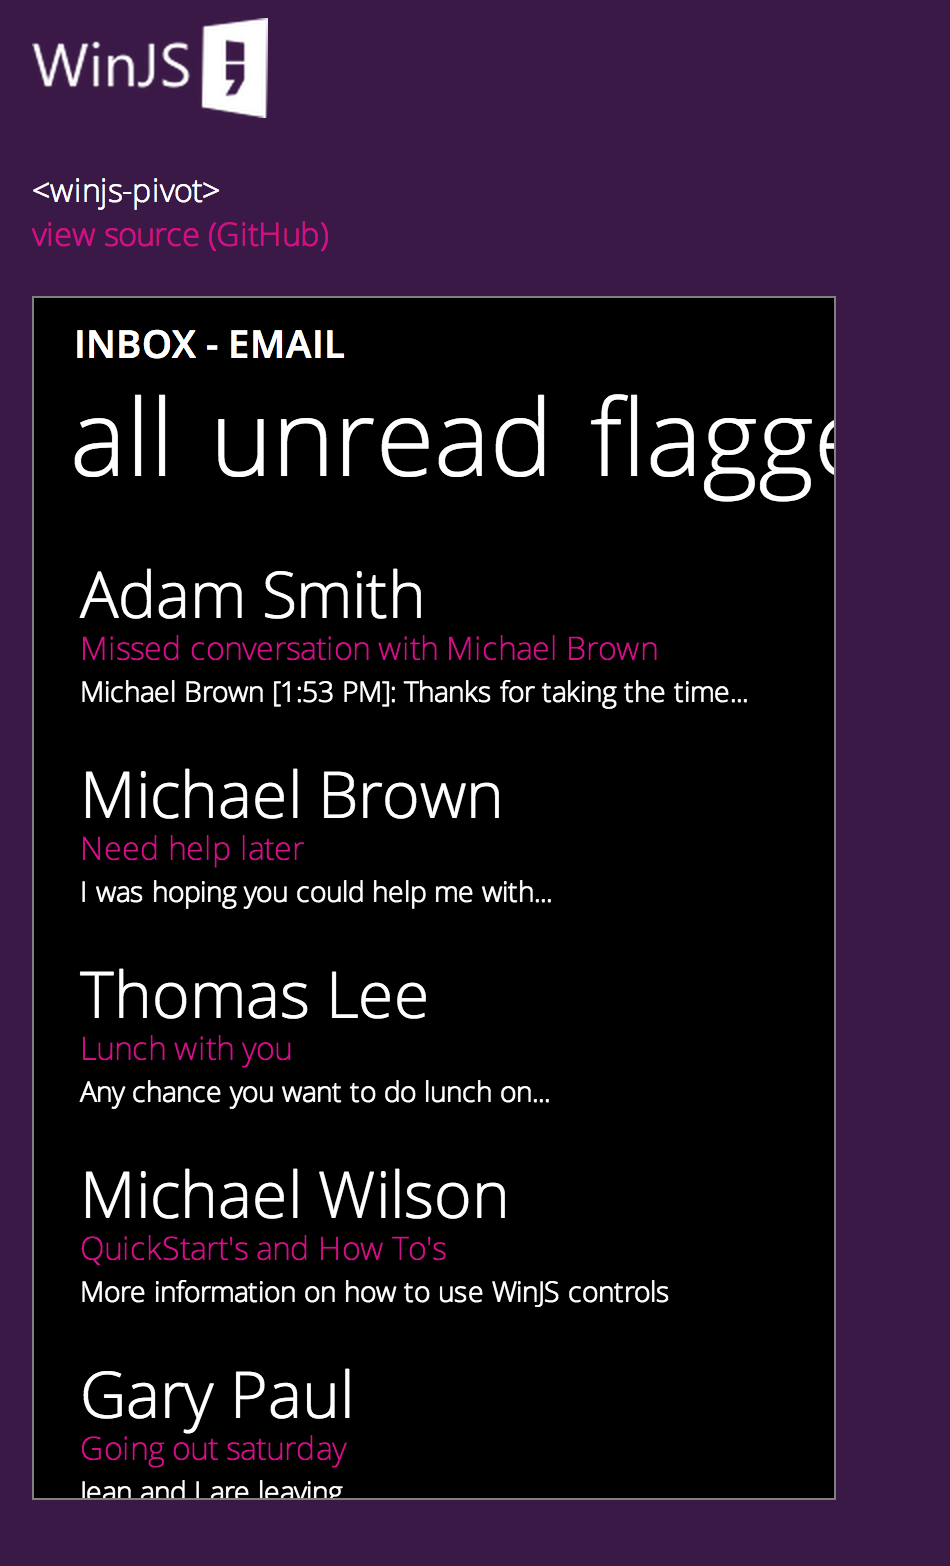 WinJS
<winjs-pivot>
view source (GitHub)
INBOX - EMAIL
all unread flagge
Adam Smith
Missed conversation with Michael Brown
Michael Brown [1:53 PM]: Thanks for taking the time...
Michael Brown
Need help later
I was hoping you could help me with...
Thomas Lee
Lunch with you
Any chance you want to do lunch on...
Michael Wilson
QuickStart's and How To's
More information on how to use WinJS controls
Gary Paul
Going out saturday
Jean and I are leaving